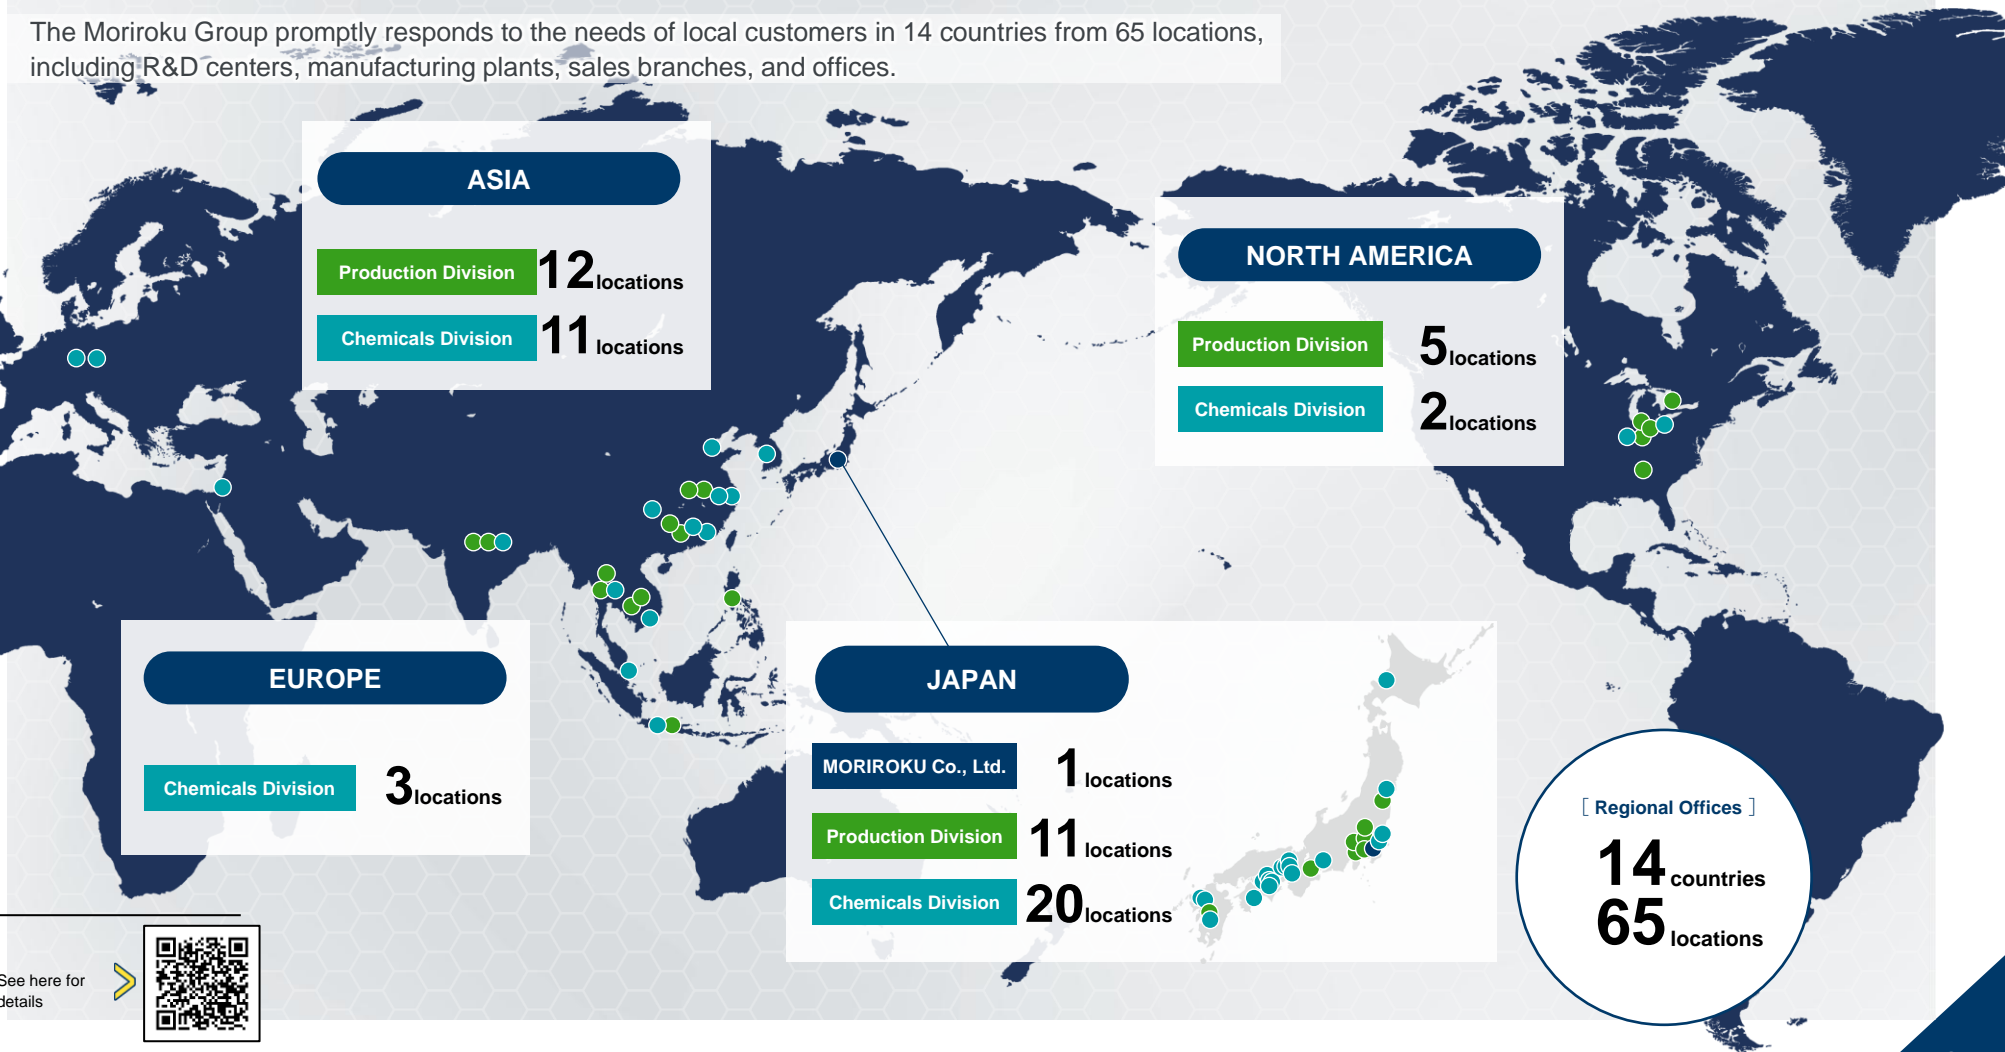 The Moriroku Group promptly responds to the needs of local customers in 14 countries from 65 locations,
including R&D centers, manufacturing plants, sales branches, and offices.
ASIA
Production Division 12 locations
Chemicals Division 11 locations
NORTH AMERICA
Production Division 5 locations
Chemicals Division 2 locations
EUROPE
Chemicals Division 3 locations
JAPAN
MORIROKU Co., Ltd. 1 locations
Production Division 11 locations
Chemicals Division 20 locations
［ Regional Offices ］
14 countries
65 locations
See here for
details